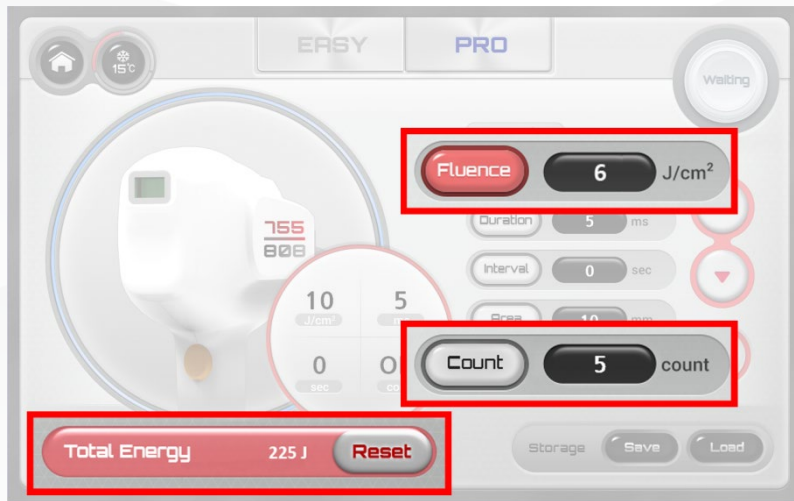 EASY
PRO
15℃
Waiting
Fluence 6 J/cm²
755
808
Duration 5 ms
Interval 0 sec
10 5
J/cm²
Area 10 mm
0
sec
Count 5 count
Total Energy 225 J Reset
Storage Save Load